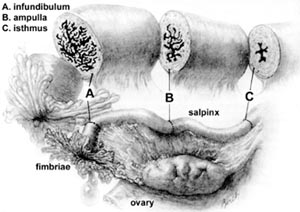 A. infundibulum
B. ampulla
C. isthmus
A
B
C
salpinx
fimbriae
ovary